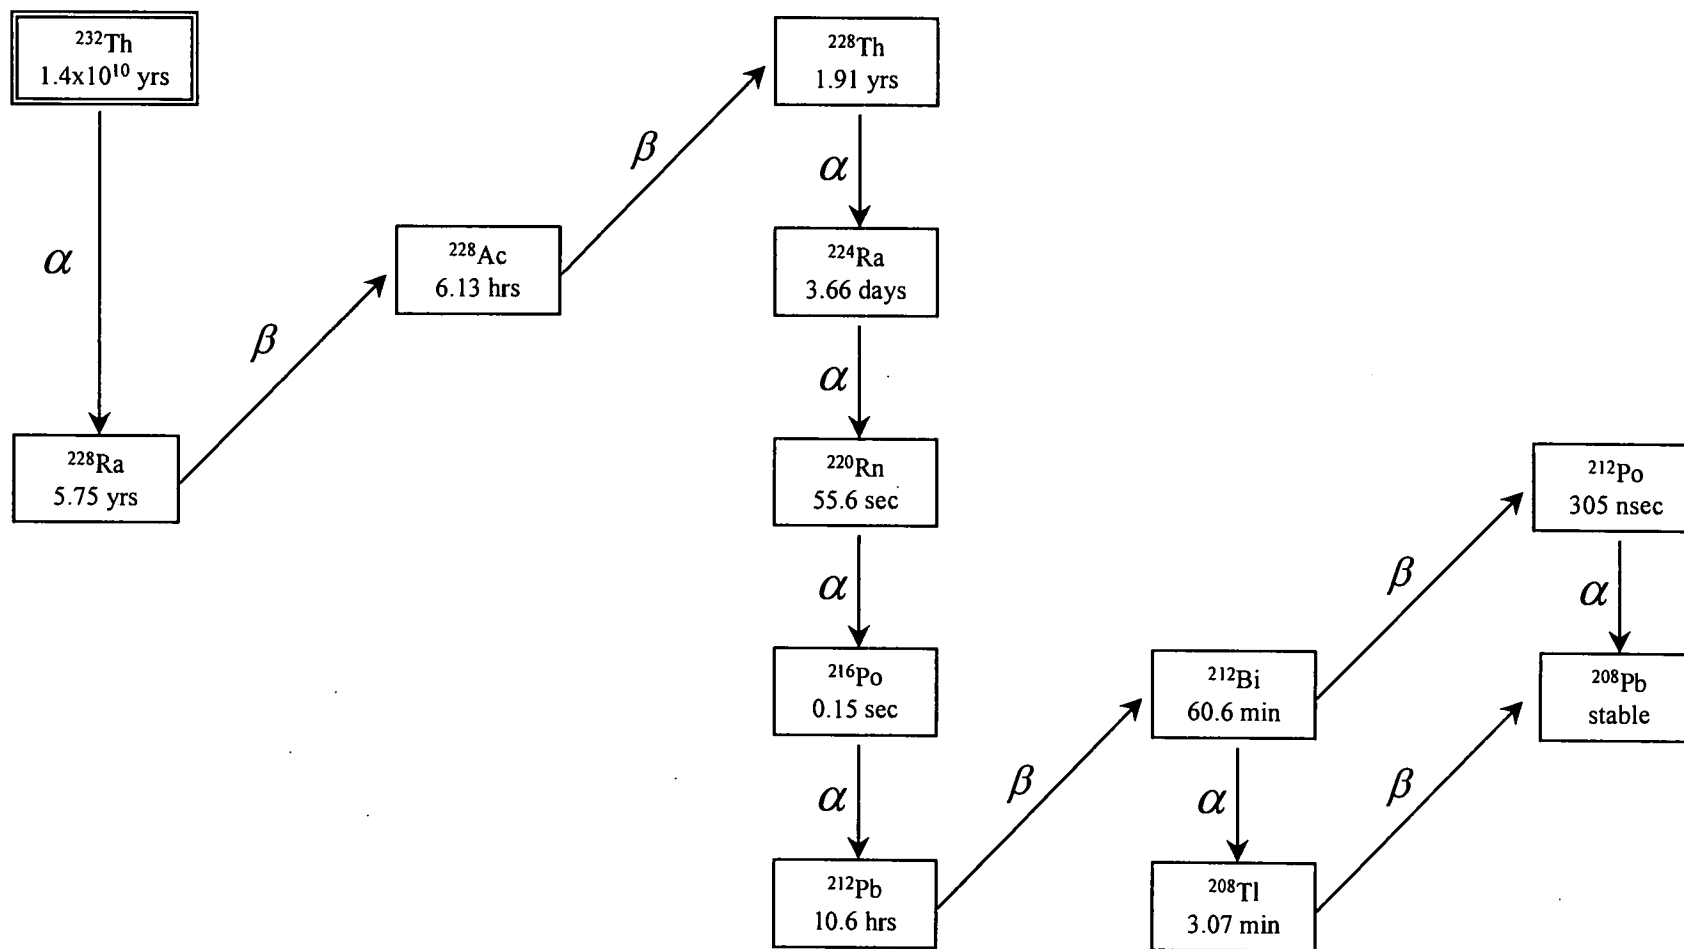 ²³²Th
1.4x10¹⁰ yrs
²²⁸Th
1.91 yrs
β
α
²²⁸Ac
6.13 hrs
²²⁴Ra
3.66 days
α
β
α
²²⁸Ra
5.75 yrs
²²⁰Rn
55.6 sec
²¹²Po
305 nsec
α
β
α
²¹⁶Po
0.15 sec
²¹²Bi
60.6 min
²⁰⁸Pb
stable
α
β
α
β
²¹²Pb
10.6 hrs
²⁰⁸Tl
3.07 min